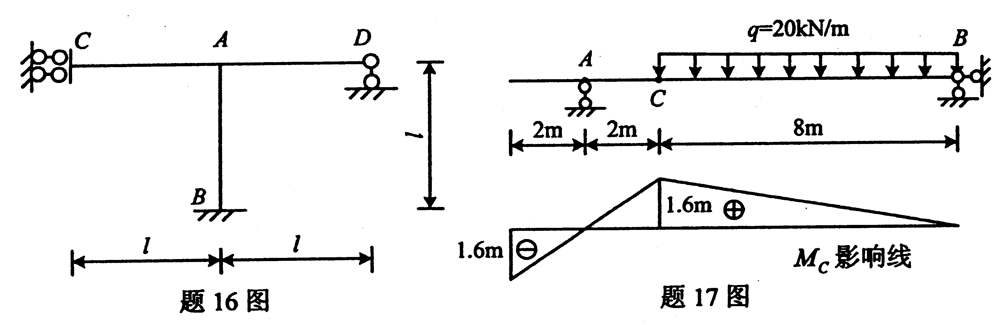 C A D
B
l
l l
题 16 图
q=20kN/m
A B
C
2m 2m 8m
1.6m ⊕
1.6m ⊖
M_C 影响线
题 17 图